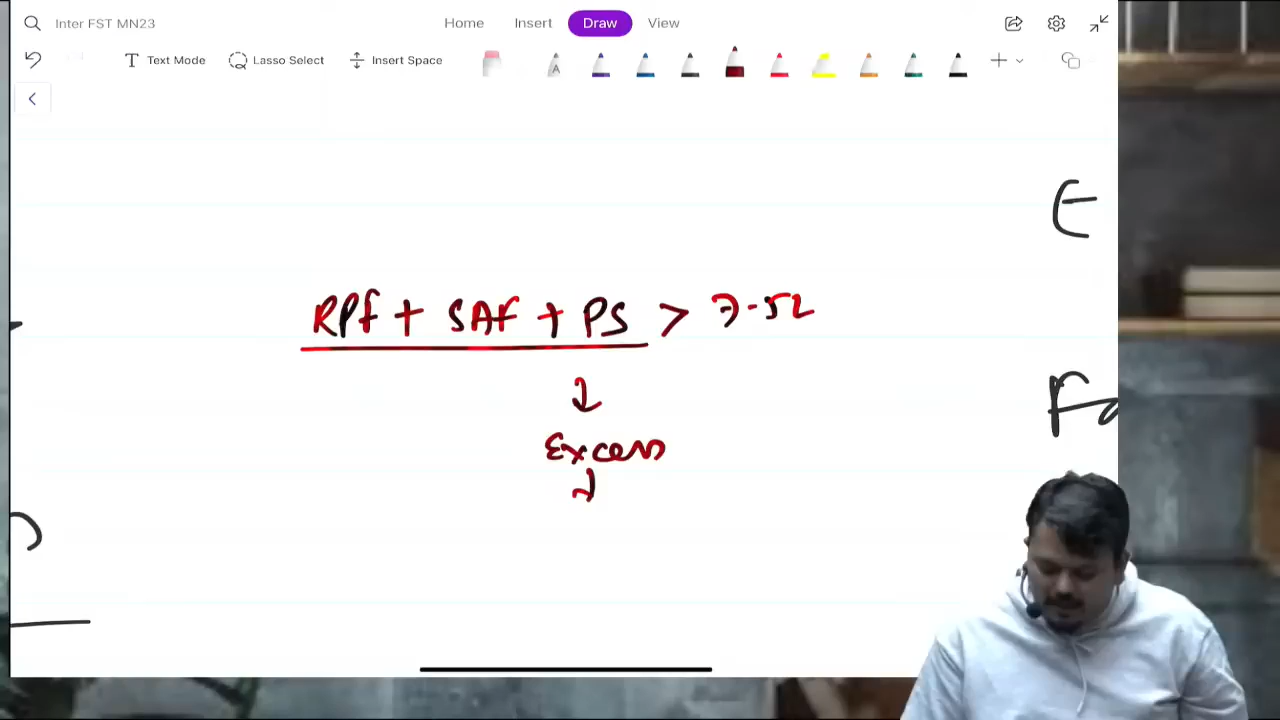 Inter FST MN23
Home Insert Draw View
Text Mode Lasso Select Insert Space
RPF + SAF + PS > 7.5L
E
↓
Excess
↓